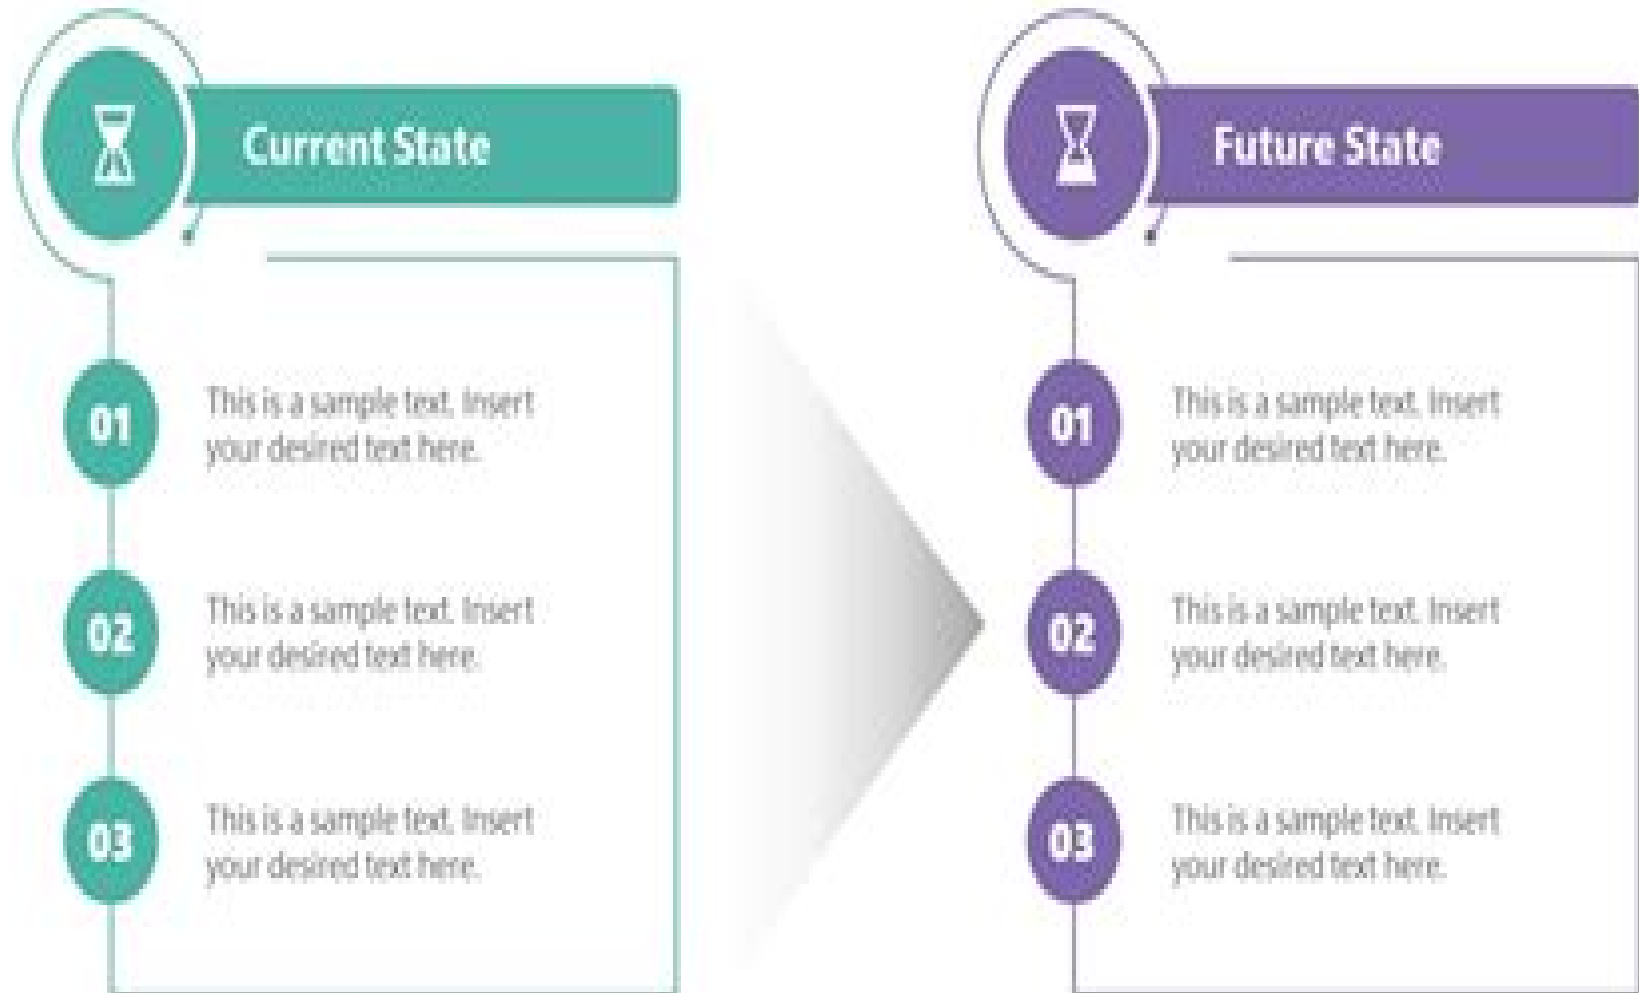 Current State
01
This is a sample text. Insert
your desired text here.
02
This is a sample text. Insert
your desired text here.
03
This is a sample text. Insert
your desired text here.
Future State
01
This is a sample text. Insert
your desired text here.
02
This is a sample text. Insert
your desired text here.
03
This is a sample text. Insert
your desired text here.